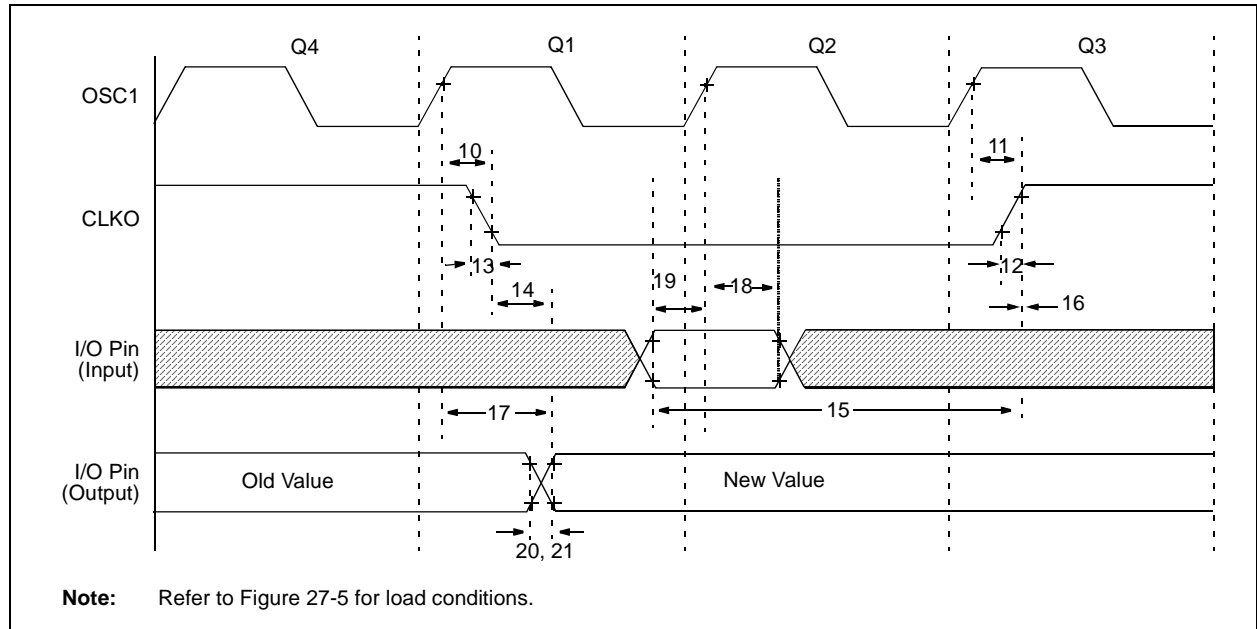 Q4 Q1 Q2 Q3
OSC1
10 11
CLKO
13 12
14 19 18 16
I/O Pin
(Input)
17 15
I/O Pin
(Output)
Old Value New Value
20, 21
Note: Refer to Figure 27-5 for load conditions.